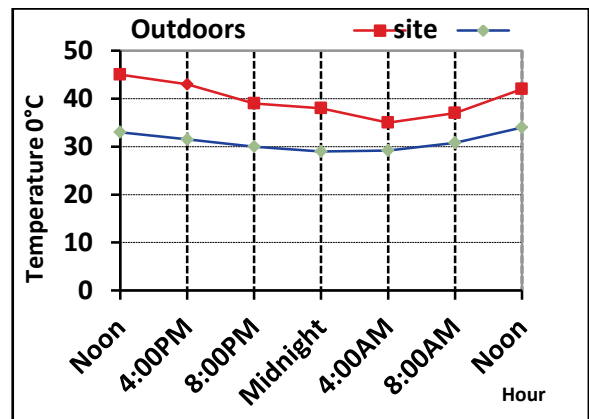 Outdoors site
Temperature 0°C
50
40
30
20
10
0
Noon
4:00PM
8:00PM
Midnight
4:00AM
8:00AM
Noon
Hour